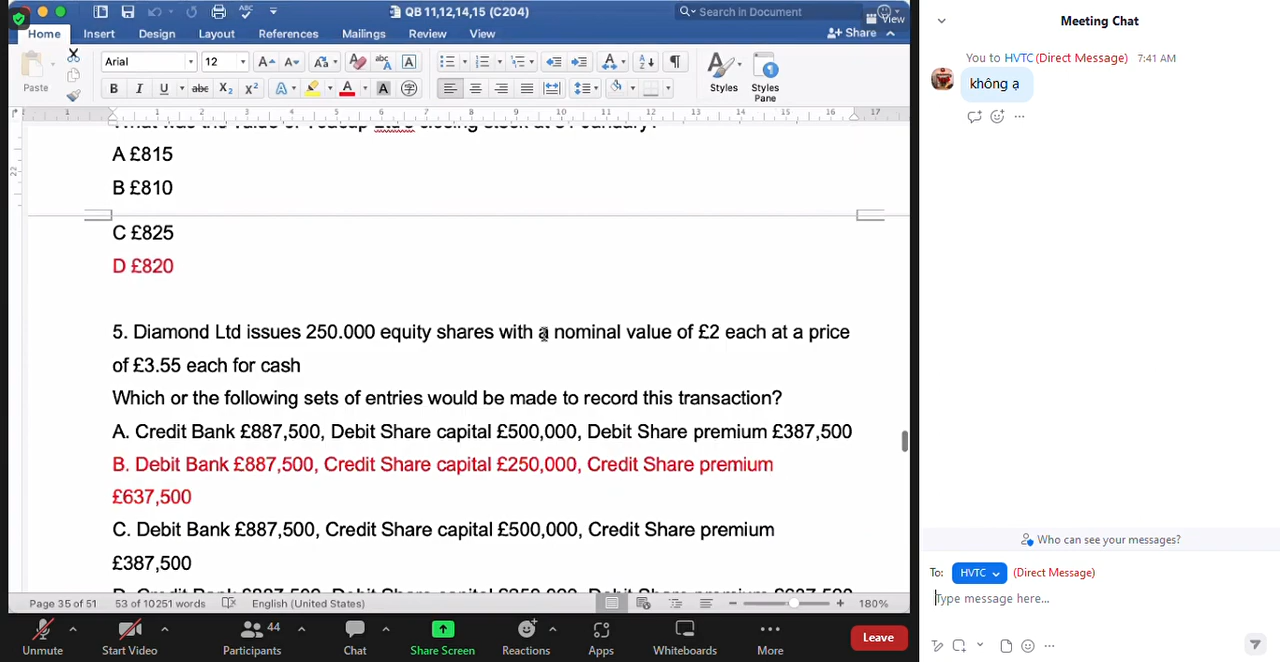 QB 11,12,14,15 (C204)
Search in Document
View
Home
Insert
Design
Layout
References
Mailings
Review
View
Share
Paste
Arial
12
Styles
Styles Pane
A £815
B £810
C £825
D £820
5. Diamond Ltd issues 250.000 equity shares with a nominal value of £2 each at a price
of £3.55 each for cash
Which or the following sets of entries would be made to record this transaction?
A. Credit Bank £887,500, Debit Share capital £500,000, Debit Share premium £387,500
B. Debit Bank £887,500, Credit Share capital £250,000, Credit Share premium
£637,500
C. Debit Bank £887,500, Credit Share capital £500,000, Credit Share premium
£387,500
Page 35 of 51
53 of 10251 words
English (United States)
180%
Unmute
Start Video
44
Participants
Chat
Share Screen
Reactions
Apps
Whiteboards
More
Leave
Meeting Chat
You to HVTC (Direct Message) 7:41 AM
không ạ
Who can see your messages?
To: HVTC (Direct Message)
Type message here...